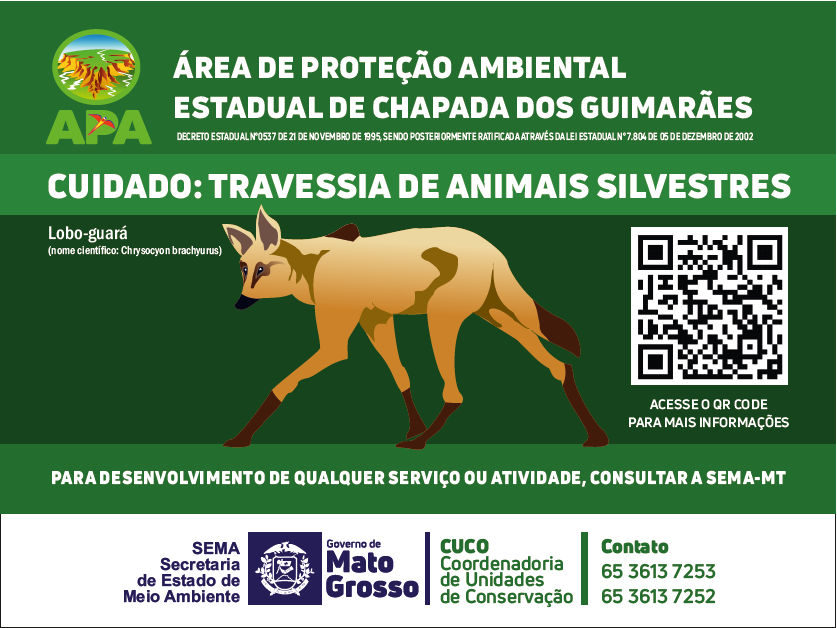 APA
ÁREA DE PROTEÇÃO AMBIENTAL
ESTADUAL DE CHAPADA DOS GUIMARÃES
DECRETO ESTADUAL Nº0537 DE 21 DE NOVEMBRO DE 1995, SENDO POSTERIORMENTE RATIFICADA ATRAVÉS DA LEI ESTADUAL Nº 7.804 DE 05 DE DEZEMBRO DE 2002
CUIDADO: TRAVESSIA DE ANIMAIS SILVESTRES
Lobo-guará
(nome científico: Chrysocyon brachyurus)
ACESSE O QR CODE
PARA MAIS INFORMAÇÕES
PARA DESENVOLVIMENTO DE QUALQUER SERVIÇO OU ATIVIDADE, CONSULTAR A SEMA-MT
SEMA
Secretaria
de Estado de
Meio Ambiente
Governo de
Mato
Grosso
CUCO
Coordenadoria
de Unidades
de Conservação
Contato
65 3613 7253
65 3613 7252